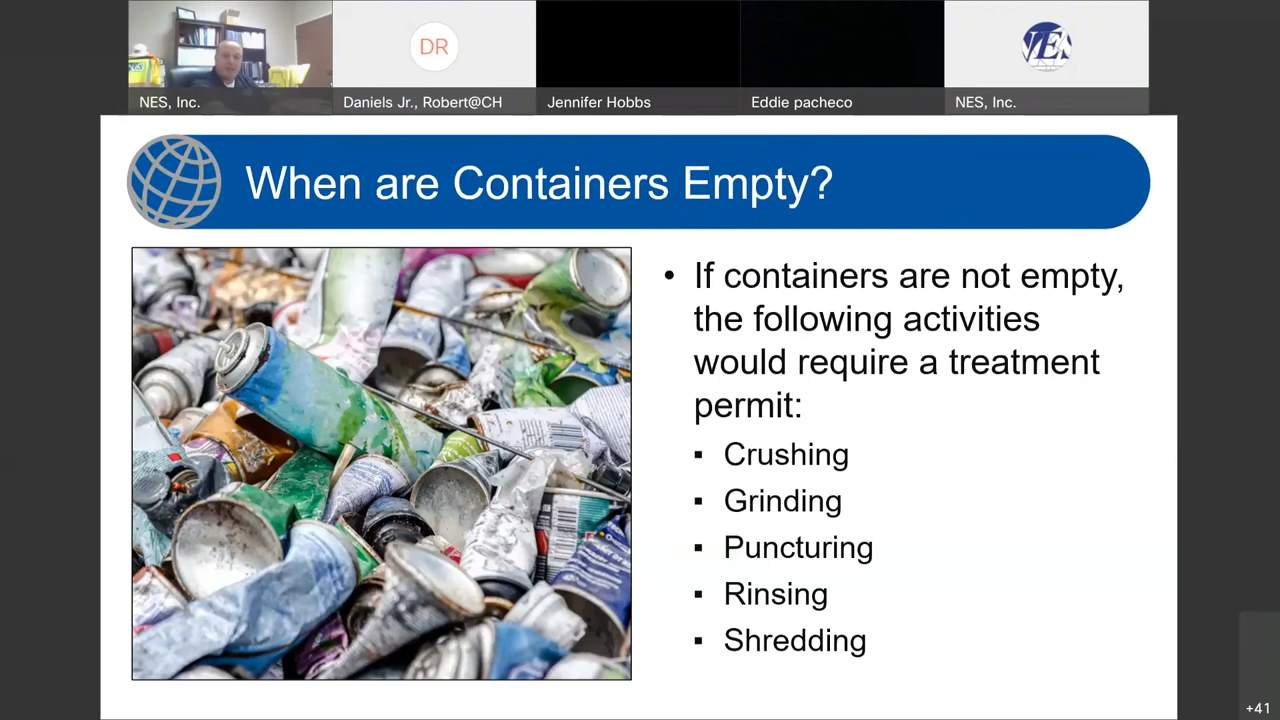 DR
NES
NES, Inc.
Daniels Jr., Robert@CH
Jennifer Hobbs
Eddie pacheco
NES, Inc.
When are Containers Empty?
• If containers are not empty,
the following activities
would require a treatment
permit:
▪ Crushing
▪ Grinding
▪ Puncturing
▪ Rinsing
▪ Shredding
+41